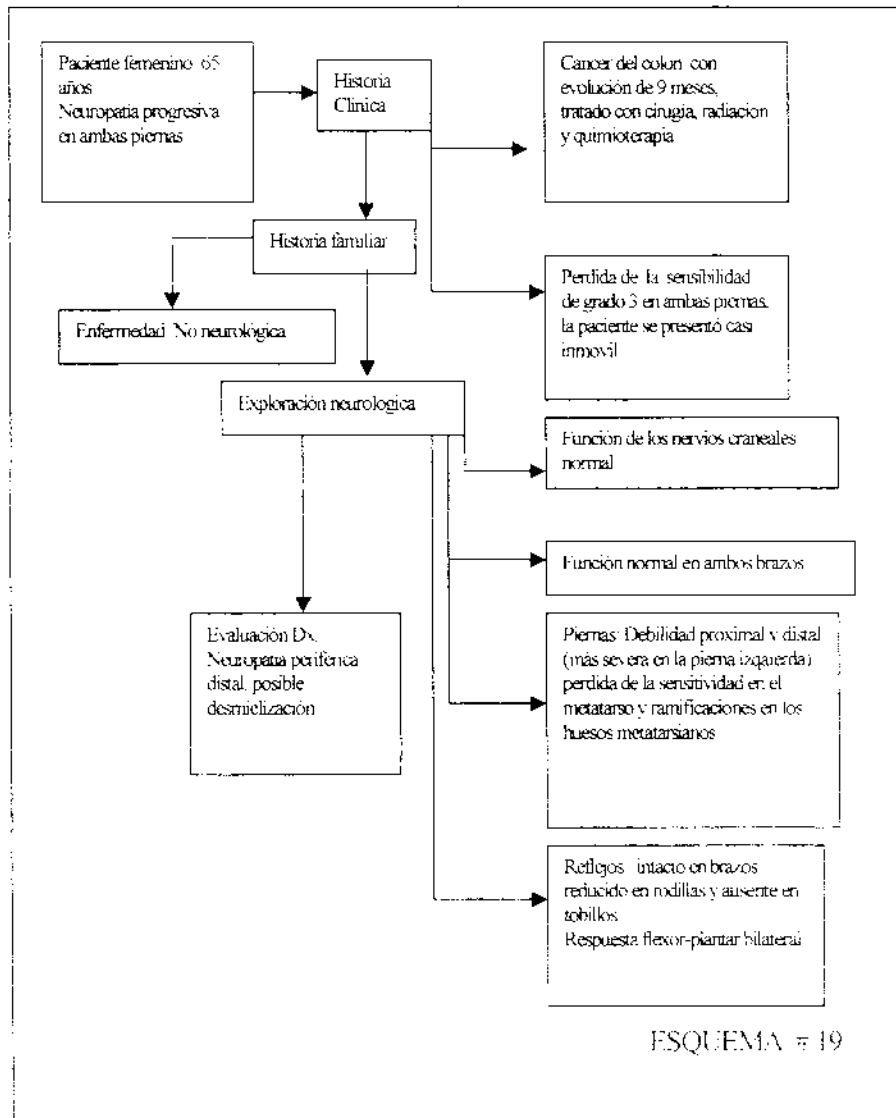 Paciente femenino 65
años
Neuropatia progresiva
en ambas piernas
Historia
Clinica
Cancer del colon con
evolución de 9 meses,
tratado con cirugia, radiacion
y quimioterapia
Historia familiar
Perdida de la sensibilidad
de grado 3 en ambas piernas,
la paciente se presentó casi
inmovil
Enfermedad No neurológica
Exploración neurologica
Función de los nervios craneales
normal
Función normal en ambos brazos
Evaluación Dx.
Neuropatia periférica
distal, posible
desmielización
Piernas: Debilidad proximal y distal
(más severa en la pierna izquierda)
perdida de la sensitividad en el
metatarso y ramificaciones en los
huesos metatarsianos
Reflejos intacto en brazos
reducido en rodillas y ausente en
tobillos
Respuesta flexor-plantar bilateral
ESQUEMA # 19